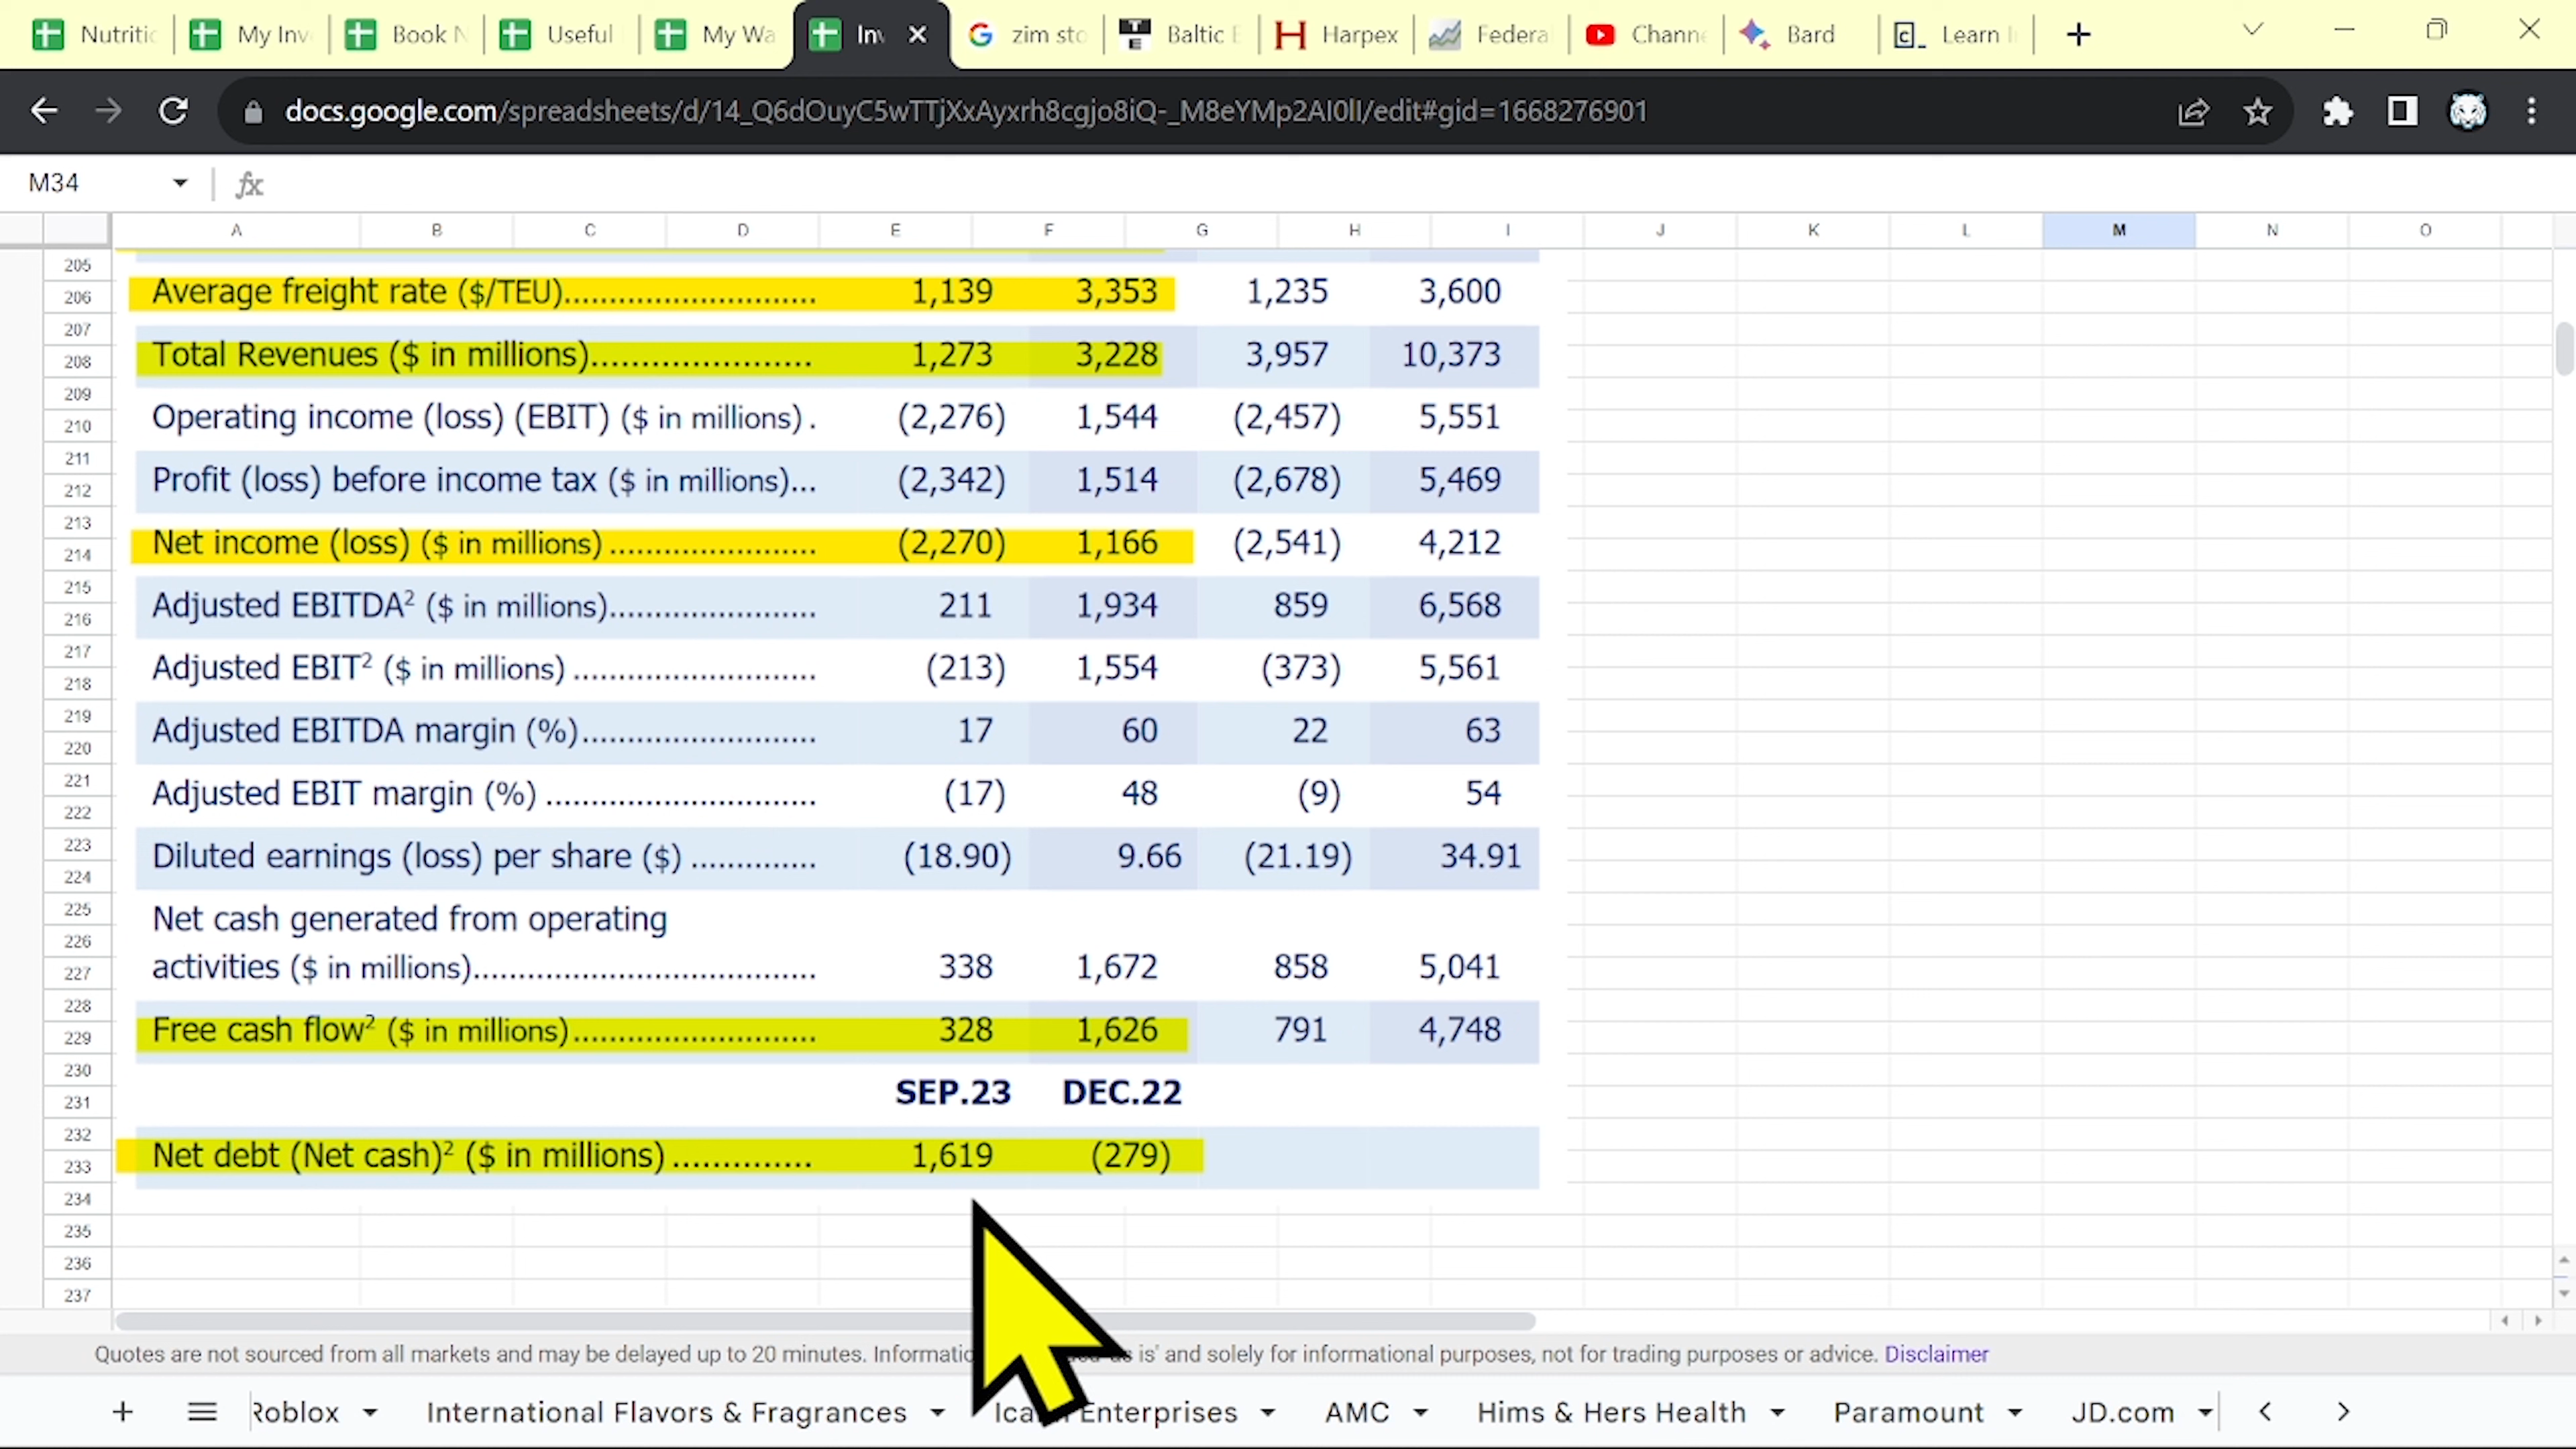 Nutritic My Inv Book N Useful My Wa Inv zim sto Baltic E Harpex Federa Channe Bard Learn I
docs.google.com/spreadsheets/d/14_Q6dOuyC5wTTjXxAyxrh8cgjo8iQ-_M8eYMp2AI0lI/edit#gid=1668276901
M34 fx
A B C D E F G H I J K L M N O
205
206 Average freight rate ($/TEU)............................ 1,139 3,353 1,235 3,600
207
208 Total Revenues ($ in millions)........................ 1,273 3,228 3,957 10,373
209
210 Operating income (loss) (EBIT) ($ in millions) . (2,276) 1,544 (2,457) 5,551
211
212 Profit (loss) before income tax ($ in millions)... (2,342) 1,514 (2,678) 5,469
213
214 Net income (loss) ($ in millions) ...................... (2,270) 1,166 (2,541) 4,212
215
216 Adjusted EBITDA² ($ in millions)...................... 211 1,934 859 6,568
217
218 Adjusted EBIT² ($ in millions) .......................... (213) 1,554 (373) 5,561
219
220 Adjusted EBITDA margin (%)......................... 17 60 22 63
221
222 Adjusted EBIT margin (%) ............................. (17) 48 (9) 54
223
224 Diluted earnings (loss) per share ($) .............. (18.90) 9.66 (21.19) 34.91
225
226 Net cash generated from operating
227 activities ($ in millions)..................................... 338 1,672 858 5,041
228
229 Free cash flow² ($ in millions).......................... 328 1,626 791 4,748
230
231 SEP.23 DEC.22
232
233 Net debt (Net cash)² ($ in millions) .............. 1,619 (279)
234
235
236
237
Quotes are not sourced from all markets and may be delayed up to 20 minutes. Informatio as is' and solely for informational purposes, not for trading purposes or advice. Disclaimer
Roblox International Flavors & Fragrances Enterprises AMC Hims & Hers Health Paramount JD.com